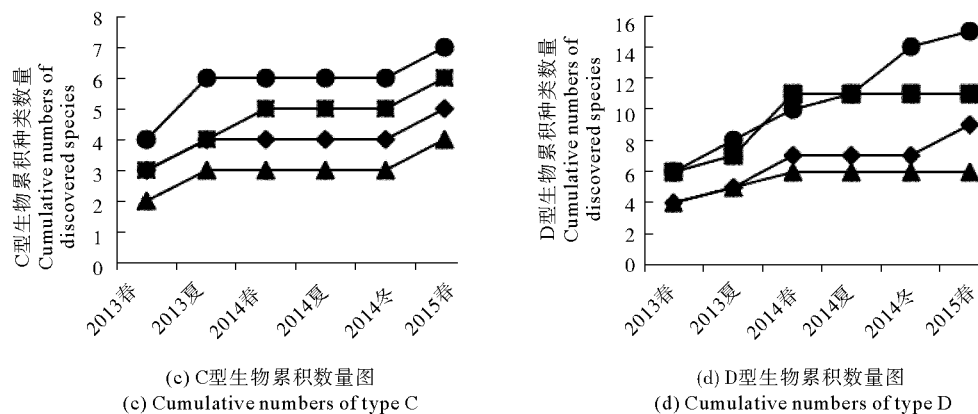 C型生物累积种类数量
Cumulative numbers of
discovered species
8
7
6
5
4
3
2
1
0
2013春
2013夏
2014春
2014夏
2014冬
2015春
(c) C型生物累积数量图
(c) Cumulative numbers of type C
D型生物累积种类数量
Cumulative numbers of
discovered species
16
14
12
10
8
6
4
2
0
2013春
2013夏
2014春
2014夏
2014冬
2015春
(d) D型生物累积数量图
(d) Cumulative numbers of type D